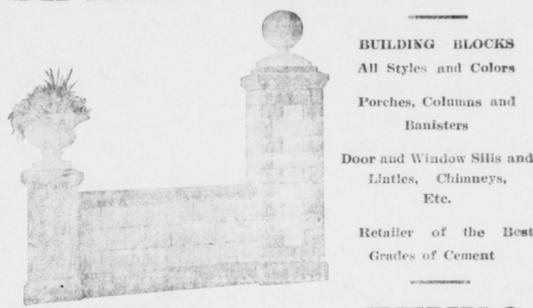 BUILDING BLOCKS
All Styles and Colors
Porches, Columns and
Banisters
Door and Window Sills and
Lintles, Chimneys,
Etc.
Retailer of the Best
Grades of Cement